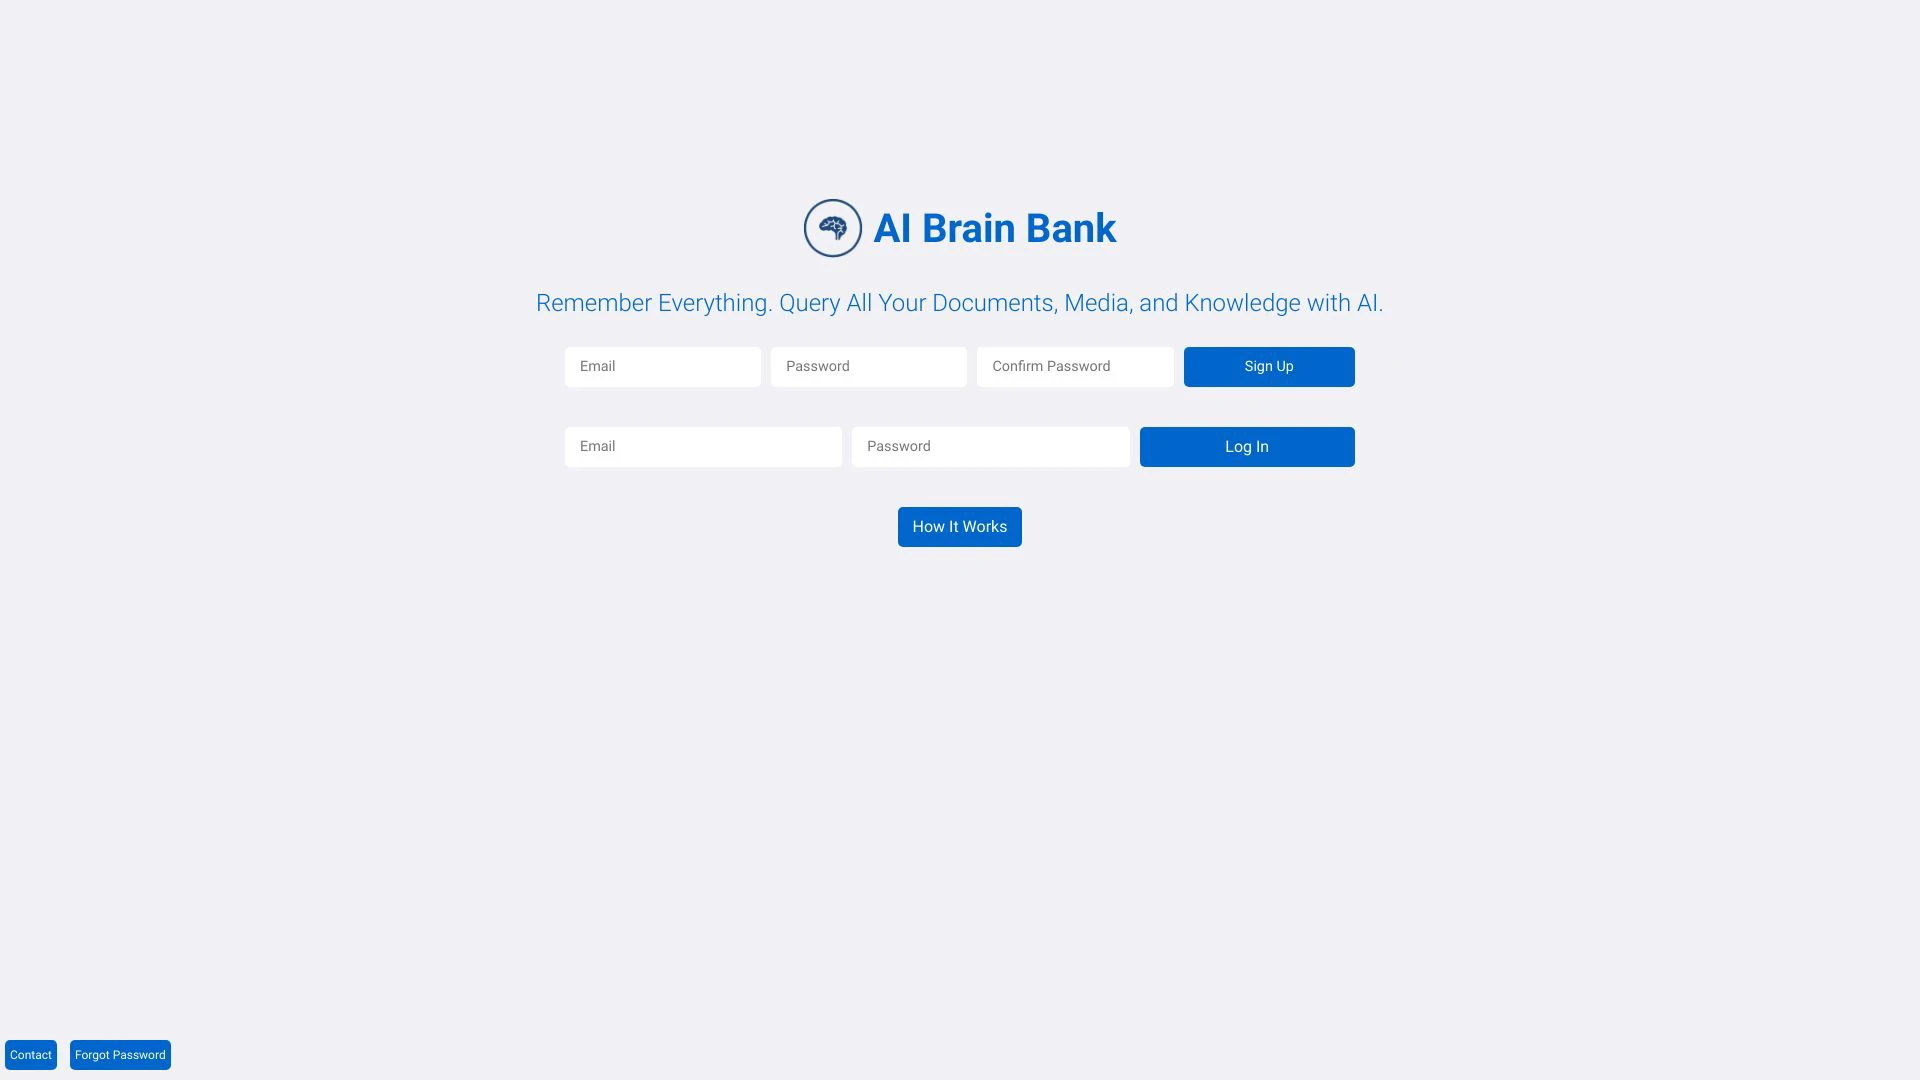 AI Brain Bank
Remember Everything. Query All Your Documents, Media, and Knowledge with AI.
Email Password Confirm Password Sign Up
Email Password Log In
How It Works
Contact Forgot Password